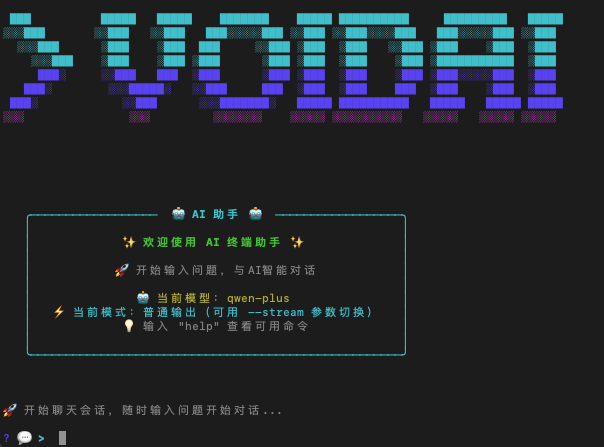 > VOIDAI
🤖 AI 助手 🤖
✨ 欢迎使用 AI 终端助手 ✨
🚀 开始输入问题，与AI智能对话
🤖 当前模型: qwen-plus
⚡ 当前模式: 普通输出 (可用 --stream 参数切换)
💡 输入 "help" 查看可用命令
🚀 开始聊天会话，随时输入问题开始对话...
? 💬 >